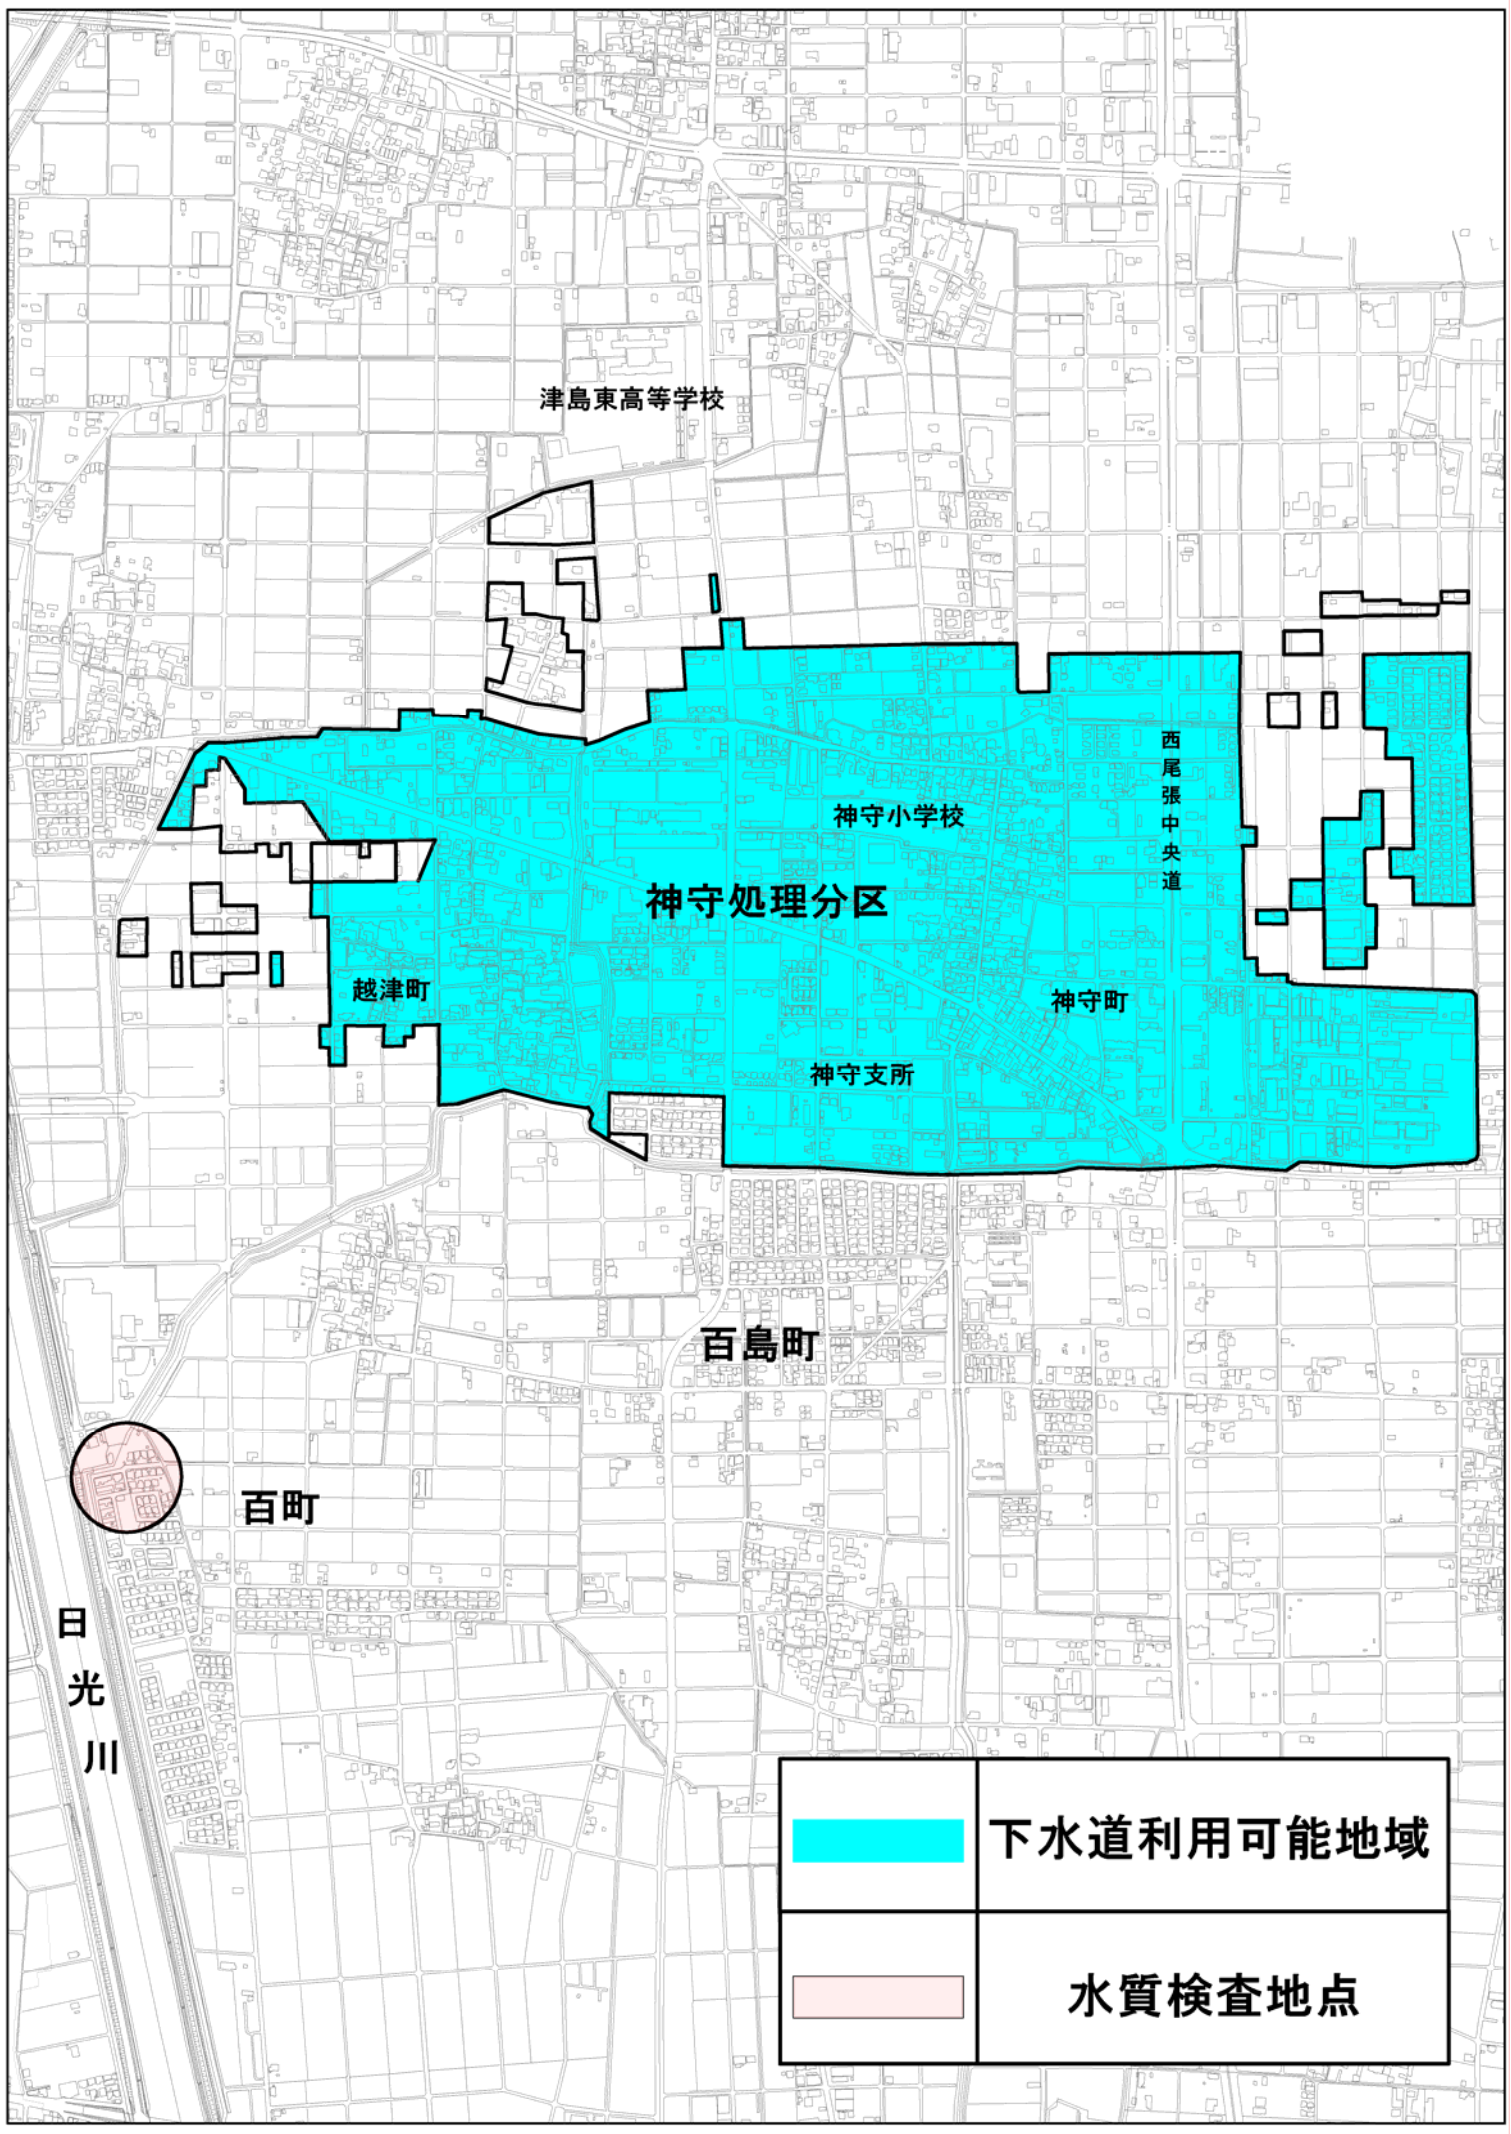 津島東高等学校
西尾張中央道
神守小学校
神守処理分区
越津町
神守町
神守支所
百島町
百町
日光川
下水道利用可能地域
水質検査地点